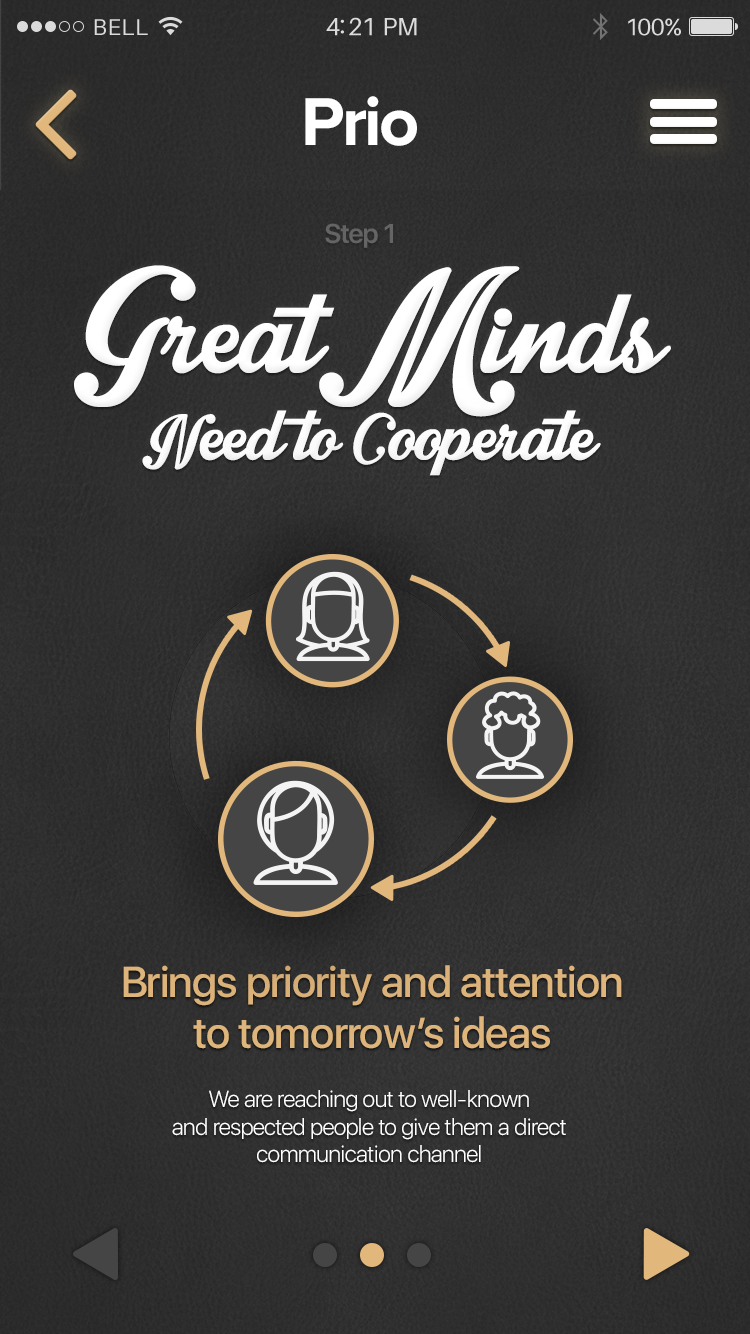 BELL 4:21 PM 100%
Prio
Step 1
Great Minds
Need to Cooperate
Brings priority and attention
to tomorrow's ideas
We are reaching out to well-known
and respected people to give them a direct
communication channel